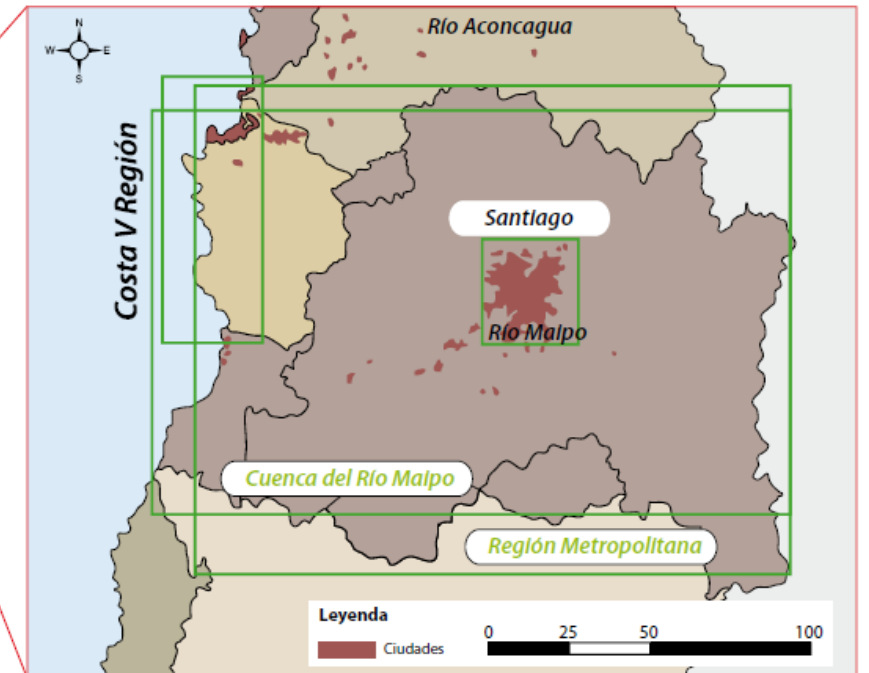 N
W E
S
Río Aconcagua
Costa V Región
Santiago
Río Maipo
Cuenca del Río Maipo
Región Metropolitana
Leyenda
Ciudades
0 25 50 100